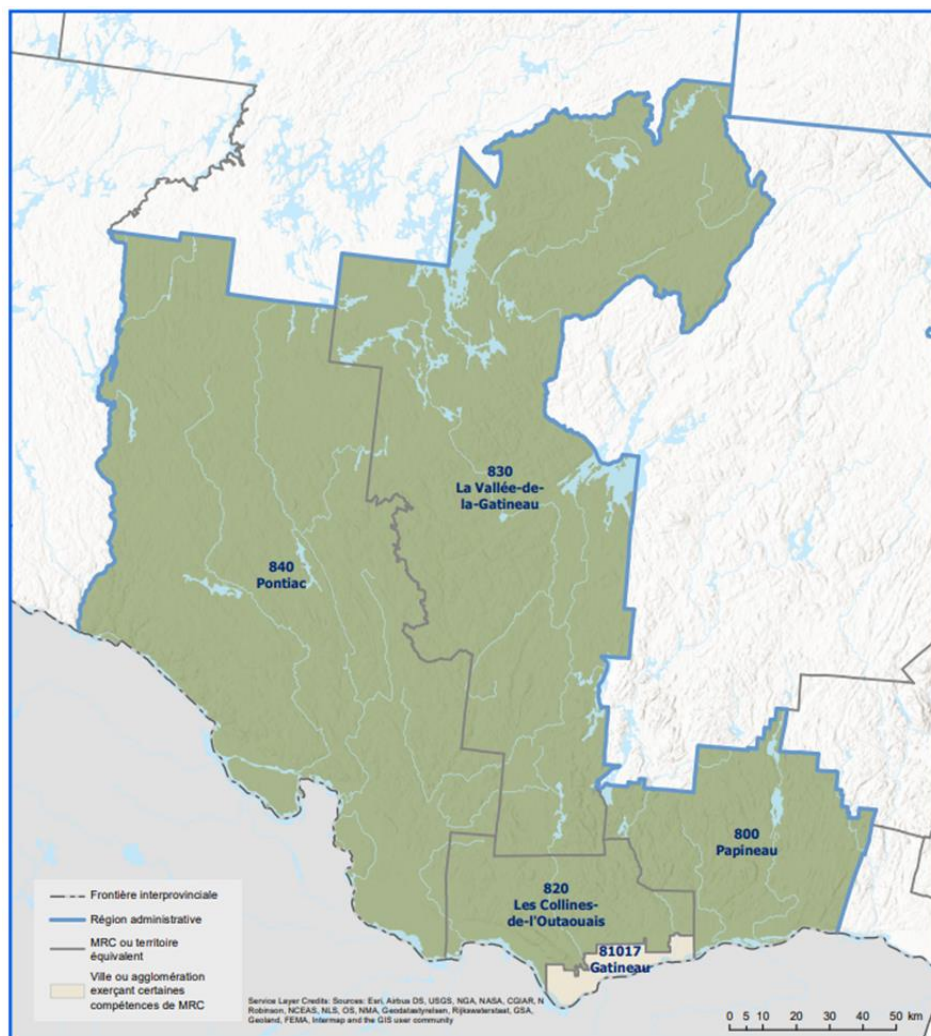 830
La Vallée-de-
la-Gatineau
840
Pontiac
800
Papineau
820
Les Collines-
de-l'Outaouais
81017
Gatineau
Frontière interprovinciale
Région administrative
MRC ou territoire
équivalent
Ville ou agglomération
exerçant certaines
compétences de MRC
Service Layer Credits: Sources: Esri, Airbus DS, USGS, NGA, NASA, CGIAR, N
Robinson, NCEAS, NLS, OS, NMA, Geodatastyrelsen, Rijkswaterstaat, GSA,
Geoland, FEMA, Intermap and the GIS user community
0 5 10 20 30 40 50 km